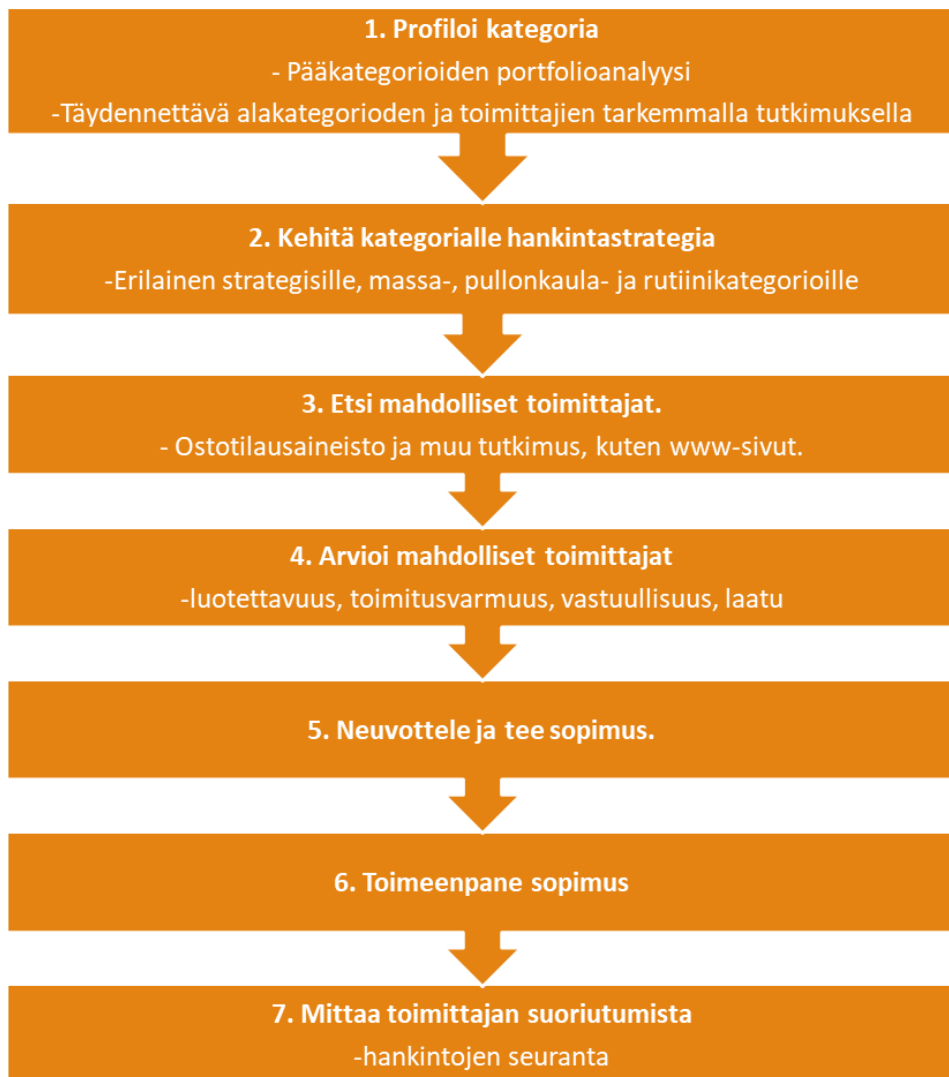 1. Profiloi kategoria
- Pääkategorioiden portfolioanalyysi
-Täydennettävä alakategorioden ja toimittajien tarkemmalla tutkimuksella
2. Kehitä kategorialle hankintastrategia
-Erilainen strategisille, massa-, pullonkaula- ja rutiinikategorioille
3. Etsi mahdolliset toimittajat.
- Ostotilausaineisto ja muu tutkimus, kuten www-sivut.
4. Arvioi mahdolliset toimittajat
-luotettavuus, toimitusvarmuus, vastuullisuus, laatu
5. Neuvottele ja tee sopimus.
6. Toimeenpane sopimus
7. Mittaa toimittajan suoriutumista
-hankintojen seuranta